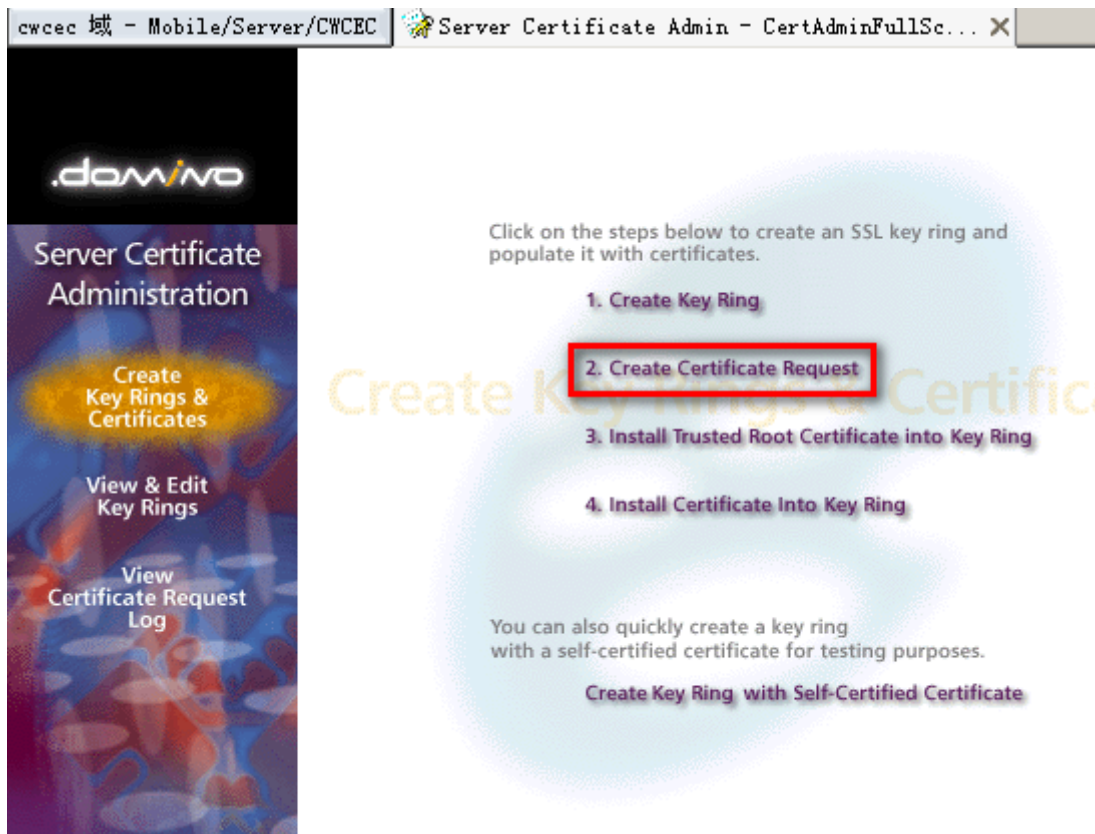 cwcec 域 - Mobile/Server/CWCEC
Server Certificate Admin - CertAdminFullSc...
.domino
Server Certificate
Administration
Create
Key Rings &
Certificates
View & Edit
Key Rings
View
Certificate Request
Log
Create Key Rings & Certific
Click on the steps below to create an SSL key ring and
populate it with certificates.
1. Create Key Ring
2. Create Certificate Request
3. Install Trusted Root Certificate into Key Ring
4. Install Certificate Into Key Ring
You can also quickly create a key ring
with a self-certified certificate for testing purposes.
Create Key Ring with Self-Certified Certificate